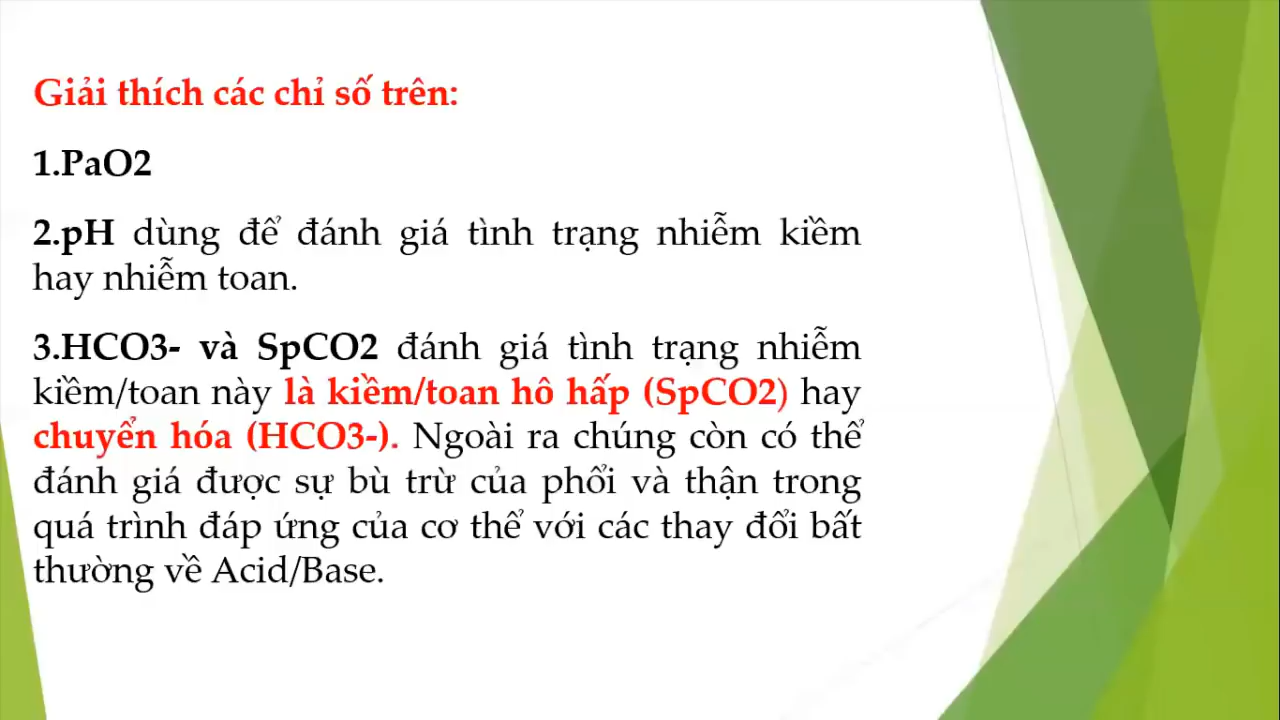 Giải thích các chỉ số trên:
1.PaO2
2.pH dùng để đánh giá tình trạng nhiễm kiềm
hay nhiễm toan.
3.HCO3- và SpCO2 đánh giá tình trạng nhiễm
kiềm/toan này là kiềm/toan hô hấp (SpCO2) hay
chuyển hóa (HCO3-). Ngoài ra chúng còn có thể
đánh giá được sự bù trừ của phổi và thận trong
quá trình đáp ứng của cơ thể với các thay đổi bất
thường về Acid/Base.